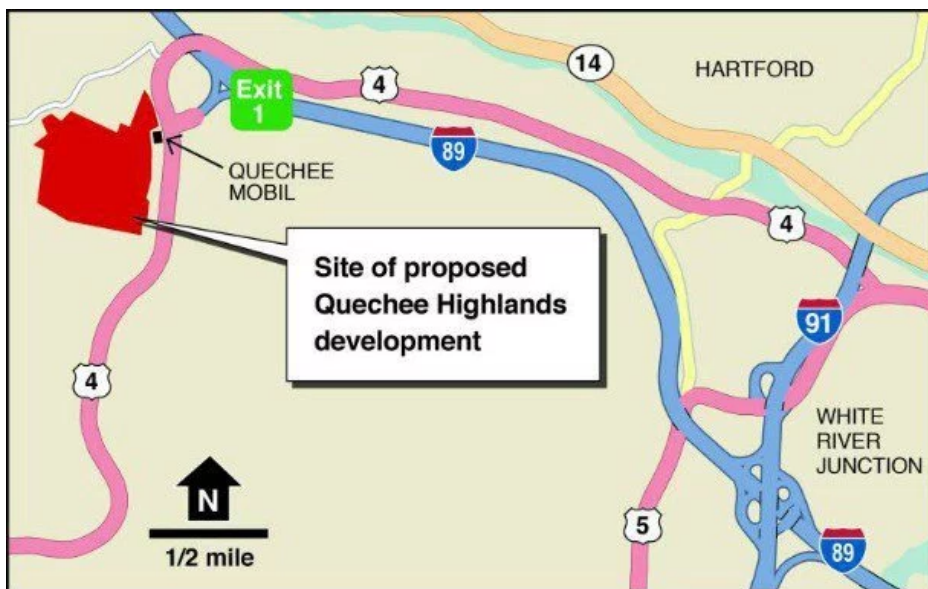 14
HARTFORD
4
Exit
1
89
QUECHEE
MOBIL
4
Site of proposed
Quechee Highlands
development
91
4
WHITE
RIVER
JUNCTION
N
1/2 mile
5
89